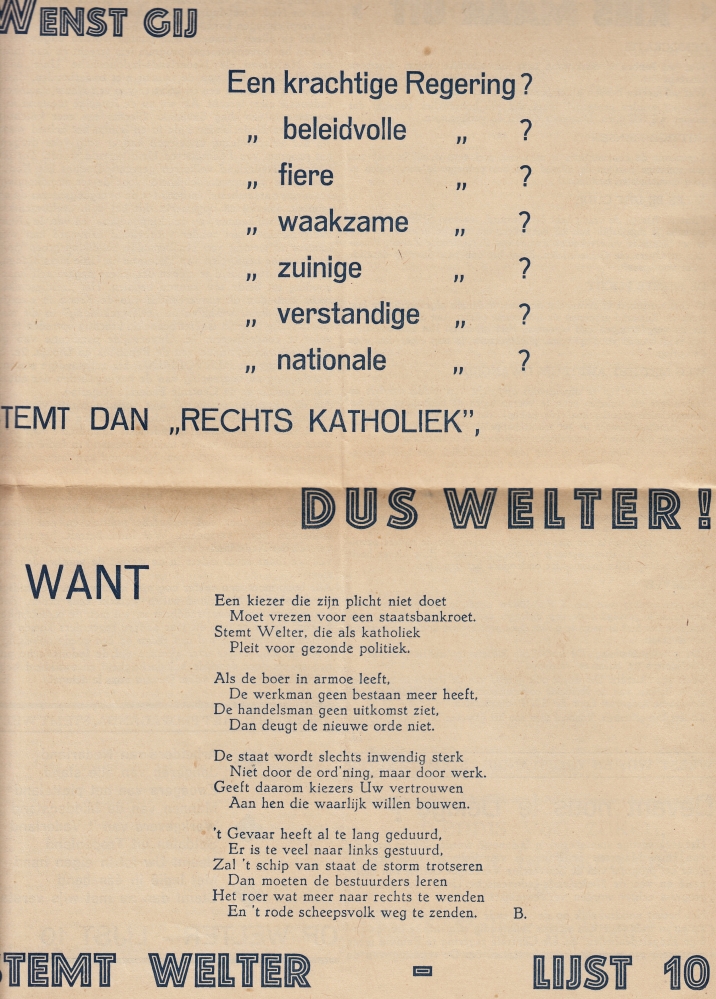 WENST GIJ
Een krachtige Regering ?
„ beleidvolle „ ?
„ fiere „ ?
„ waakzame „ ?
„ zuinige „ ?
„ verstandige „ ?
„ nationale „ ?
TEMT DAN „RECHTS KATHOLIEK”,
DUS WELTER!
WANT
Een kiezer die zijn plicht niet doet
Moet vrezen voor een staatsbankroet.
Stemt Welter, die als katholiek
Pleit voor gezonde politiek.
Als de boer in armoe leeft,
De werkman geen bestaan meer heeft,
De handelsman geen uitkomst ziet,
Dan deugt de nieuwe orde niet.
De staat wordt slechts inwendig sterk
Niet door de ord'ning, maar door werk.
Geeft daarom kiezers Uw vertrouwen
Aan hen die waarlijk willen bouwen.
't Gevaar heeft al te lang geduurd,
Er is te veel naar links gestuurd,
Zal 't schip van staat de storm trotseren
Dan moeten de bestuurders leren
Het roer wat meer naar rechts te wenden
En 't rode scheepsvolk weg te zenden. B.
STEMT WELTER - LIJST 10